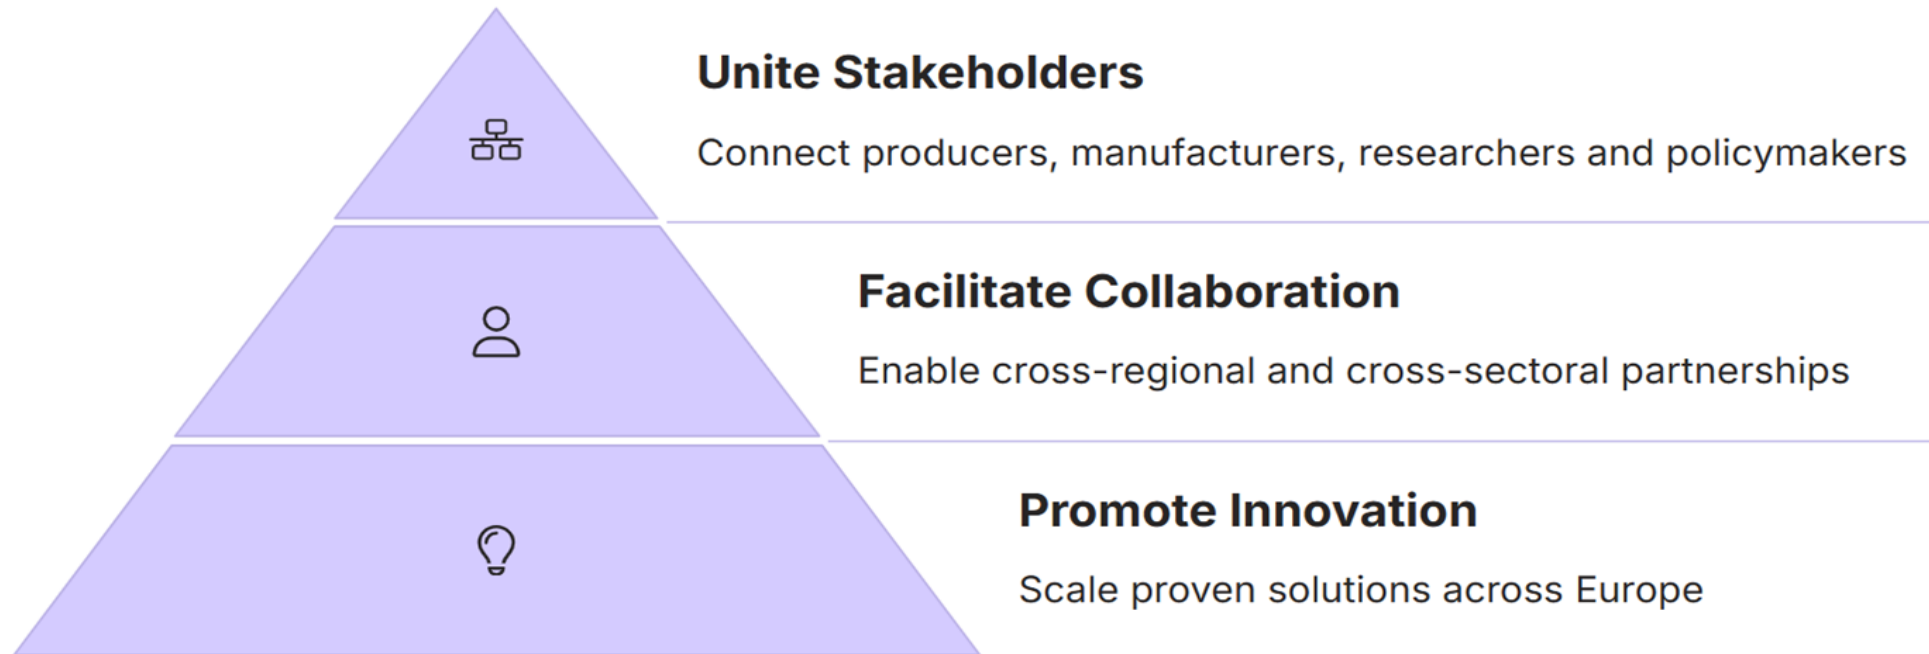 Unite Stakeholders
Connect producers, manufacturers, researchers and policymakers
Facilitate Collaboration
Enable cross-regional and cross-sectoral partnerships
Promote Innovation
Scale proven solutions across Europe